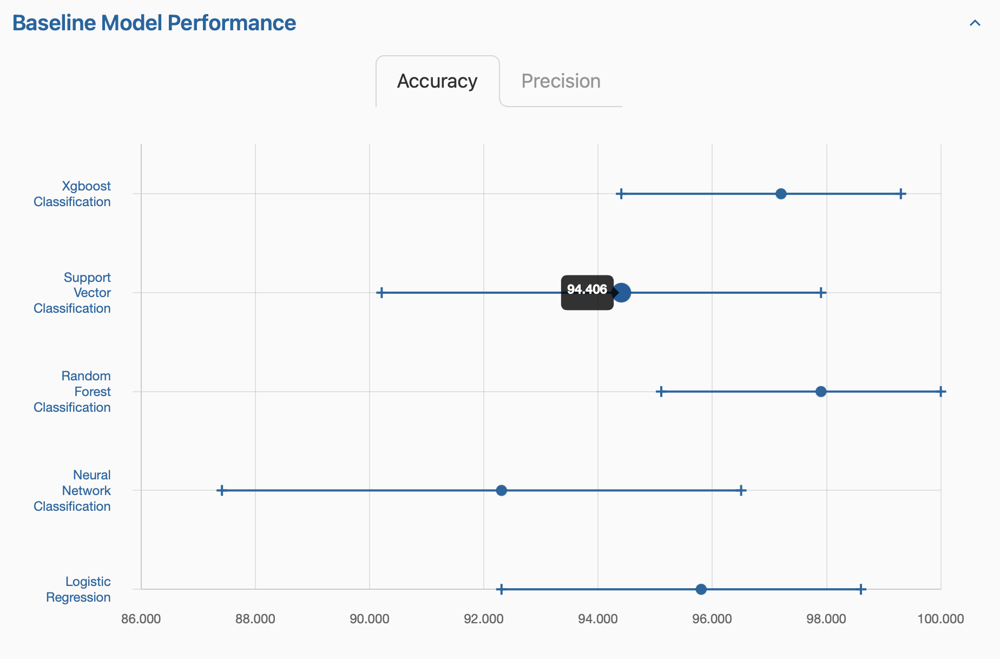 Baseline Model Performance
Accuracy
Precision
Xgboost
Classification
Support
Vector
Classification
94.406
Random
Forest
Classification
Neural
Network
Classification
Logistic
Regression
86.000 88.000 90.000 92.000 94.000 96.000 98.000 100.000